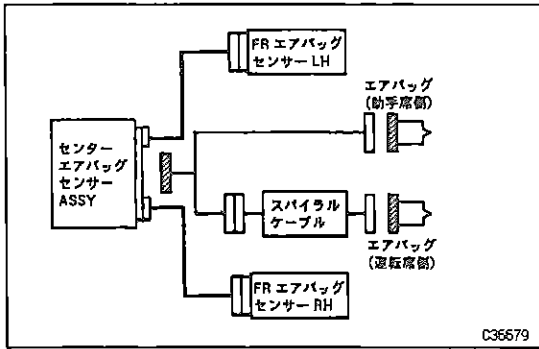 FR エアバッグ
センサー LH
エアバッグ
(助手席側)
センター
エアバッグ
センサー
ASSY
スパイラル
ケーブル
エアバッグ
(運転席側)
FR エアバッグ
センサー RH
C36579